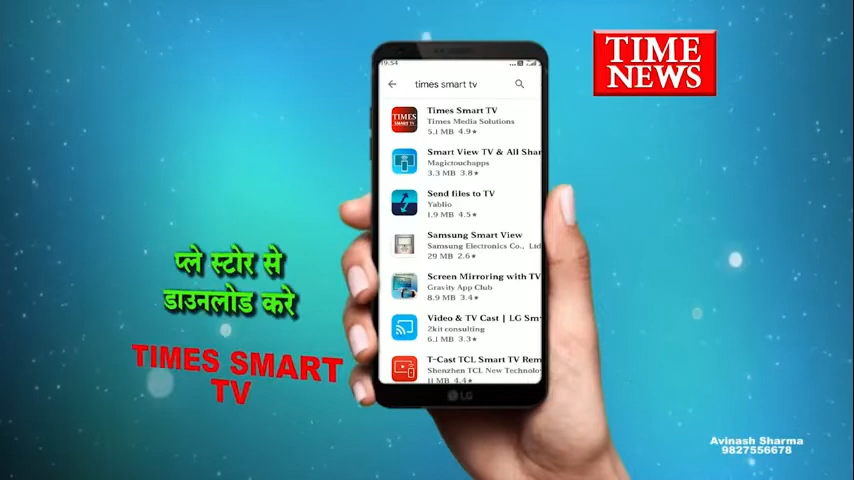 TIME
NEWS
19:54
times smart tv
Times Smart TV
Times Media Solutions
5.1 MB 4.9★
Smart View TV & All Shar
Magictouchapps
3.3 MB 3.8★
Send files to TV
Yablio
1.9 MB 4.5★
Samsung Smart View
Samsung Electronics Co., Ltd
29 MB 2.6★
Screen Mirroring with TV
Gravity App Club
8.9 MB 3.4★
Video & TV Cast | LG Sm
2kit consulting
6.1 MB 3.3★
T-Cast TCL Smart TV Rem
Shenzhen TCL New Technolo
11 MB 4.4★
LG
प्ले स्टोर से
डाउनलोड करे
TIMES SMART
TV
Avinash Sharma
9827556678